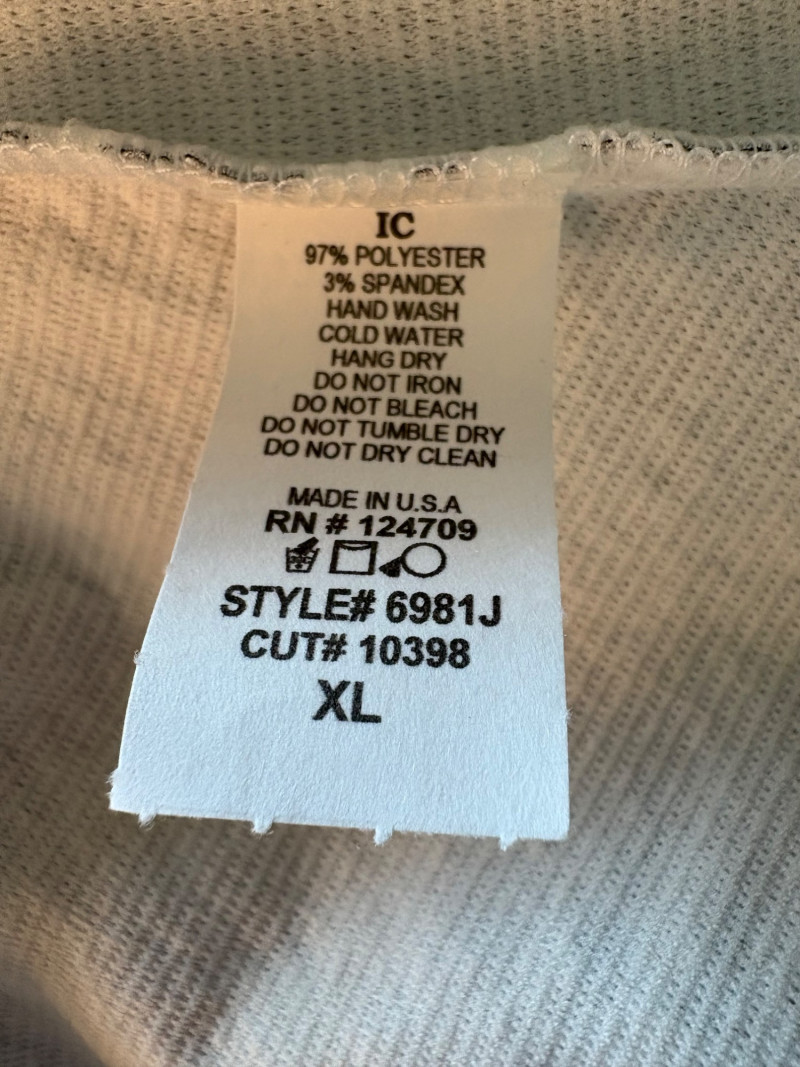 IC
97% POLYESTER
3% SPANDEX
HAND WASH
COLD WATER
HANG DRY
DO NOT IRON
DO NOT BLEACH
DO NOT TUMBLE DRY
DO NOT DRY CLEAN
MADE IN U.S.A
RN # 124709
STYLE# 6981J
CUT# 10398
XL